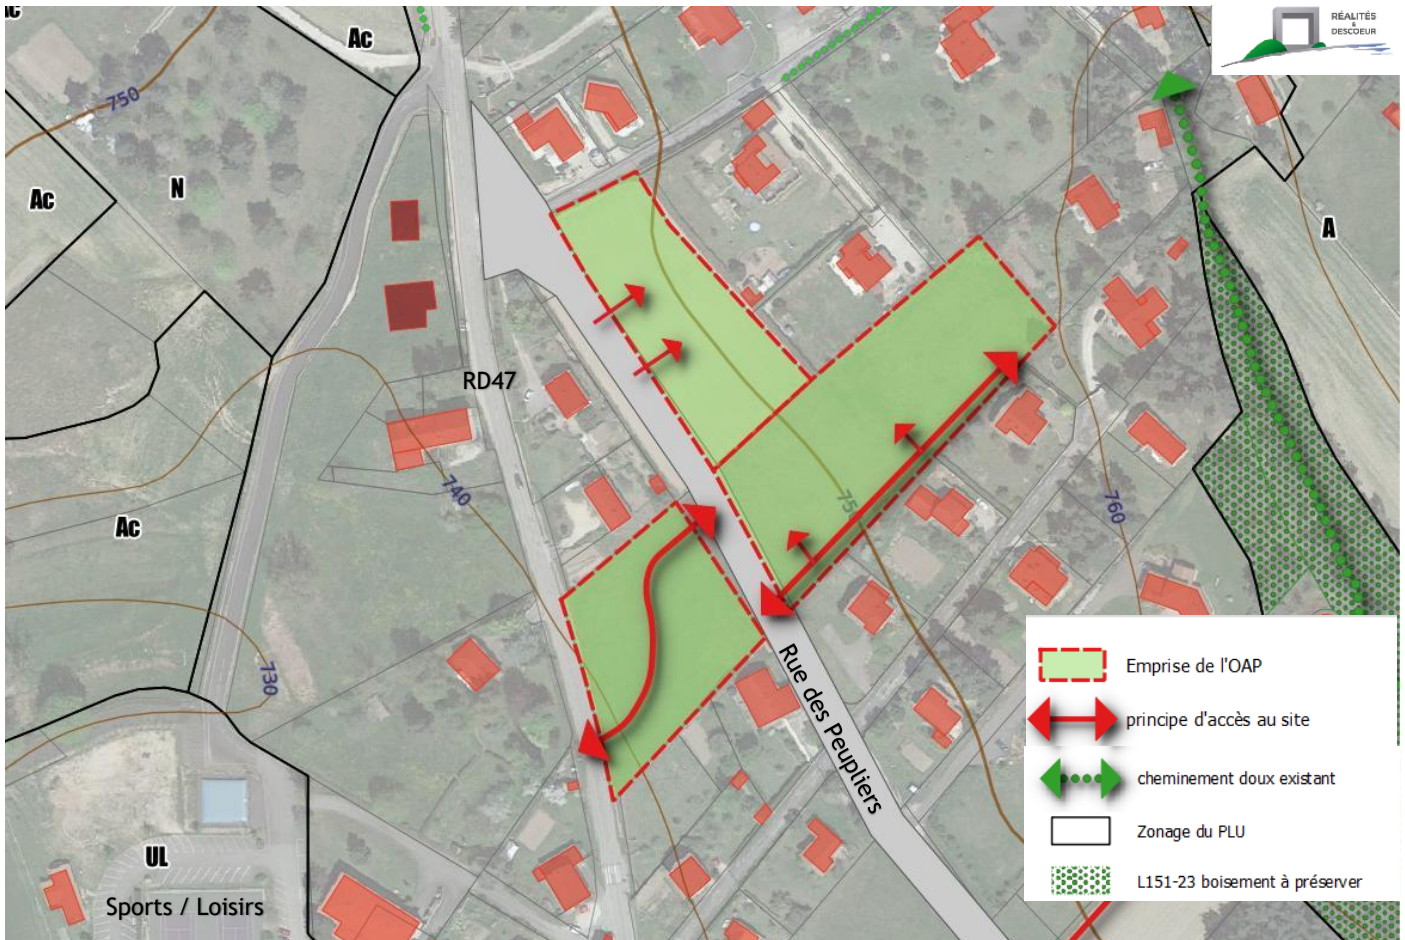 RÉALITÉS
&
DESCOEUR
Ac
Ac
750
N
Ac
A
RD47
740
75
760
Ac
730
Rue des Peupliers
UL
Sports / Loisirs
Emprise de l'OAP
principe d'accès au site
cheminement doux existant
Zonage du PLU
L151-23 boisement à préserver